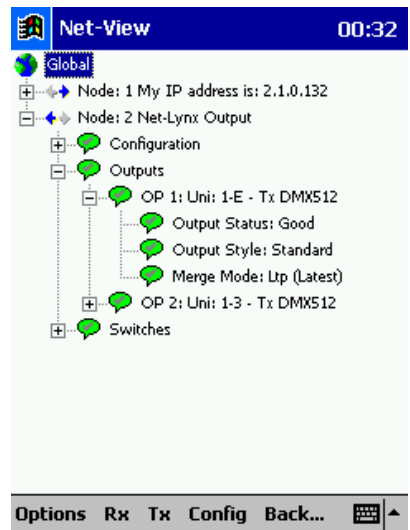 Net-View 00:32
Global
Node: 1 My IP address is: 2.1.0.132
Node: 2 Net-Lynx Output
Configuration
Outputs
OP 1: Uni: 1-E - Tx DMX512
Output Status: Good
Output Style: Standard
Merge Mode: Ltp (Latest)
OP 2: Uni: 1-3 - Tx DMX512
Switches
Options Rx Tx Config Back...